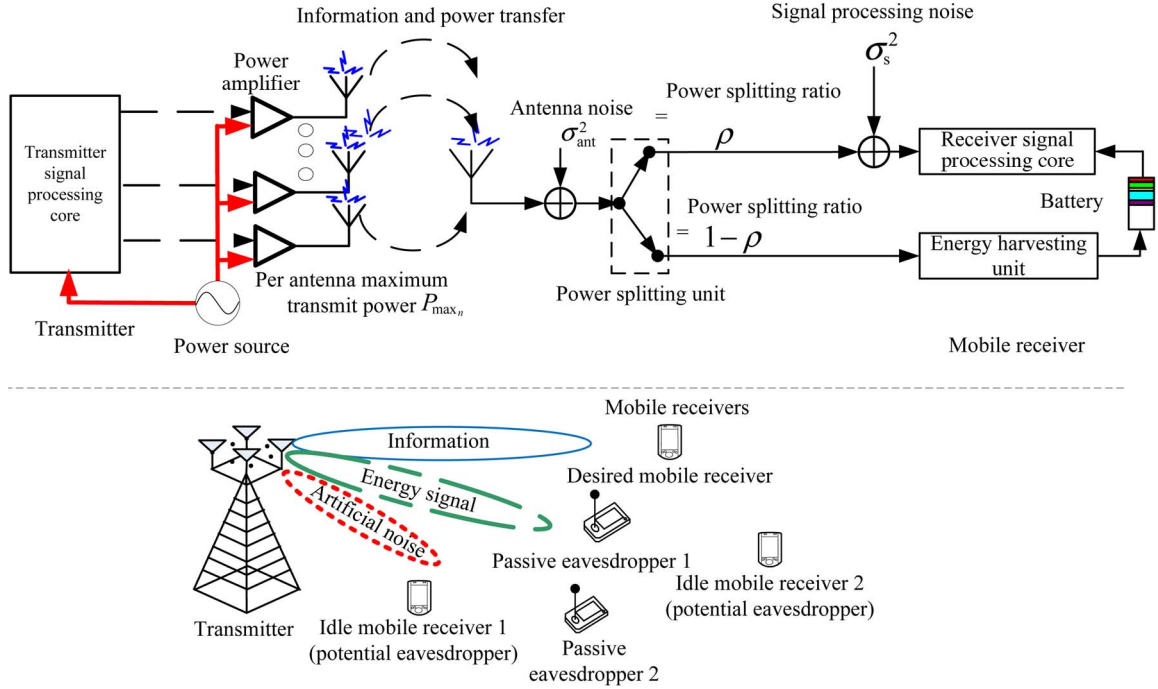 Information and power transfer
Signal processing noise
σ_s^2
Power
amplifier
Antenna noise
σ_ant^2
Power splitting ratio
= ρ
Transmitter
signal
processing
core
Receiver signal
processing core
Battery
Power splitting ratio
= 1 − ρ
Energy harvesting
unit
Per antenna maximum
transmit power P_max_n
Power splitting unit
Transmitter
Power source
Mobile receiver
Mobile receivers
Information
Desired mobile receiver
Energy signal
Artificial noise
Passive eavesdropper 1
Idle mobile receiver 2
(potential eavesdropper)
Transmitter
Idle mobile receiver 1
(potential eavesdropper)
Passive
eavesdropper 2